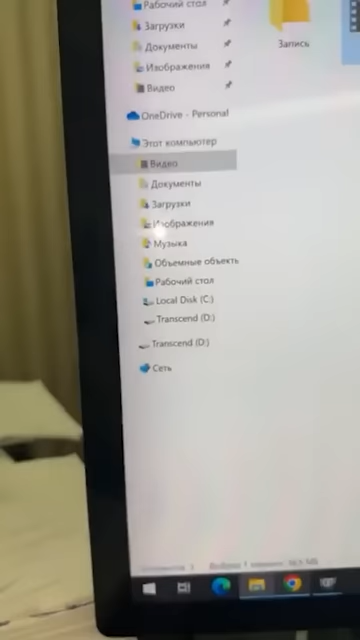 Рабочий стол
Загрузки
Запись
Документы
Изображения
Видео
OneDrive - Personal
Этот компьютер
Видео
Документы
Загрузки
Изображения
Музыка
Объемные объекть
Рабочий стол
Local Disk (C:)
Transcend (D:)
Transcend (D:)
Сеть